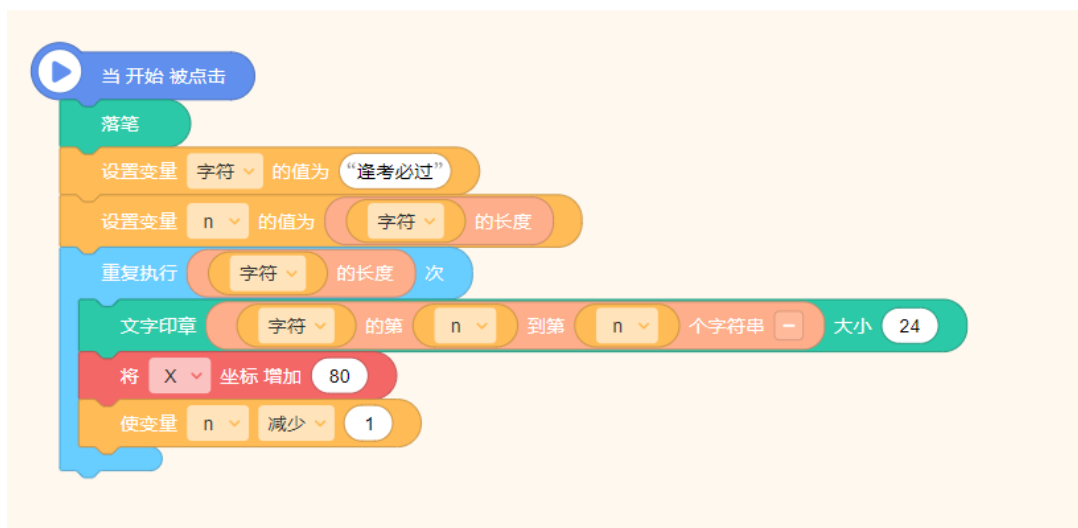 当 开始 被点击
落笔
设置变量 字符 的值为 “逢考必过”
设置变量 n 的值为 字符 的长度
重复执行 字符 的长度 次
文字印章 字符 的第 n 到第 n 个字符串 − 大小 24
将 X 坐标 增加 80
使变量 n 减少 1